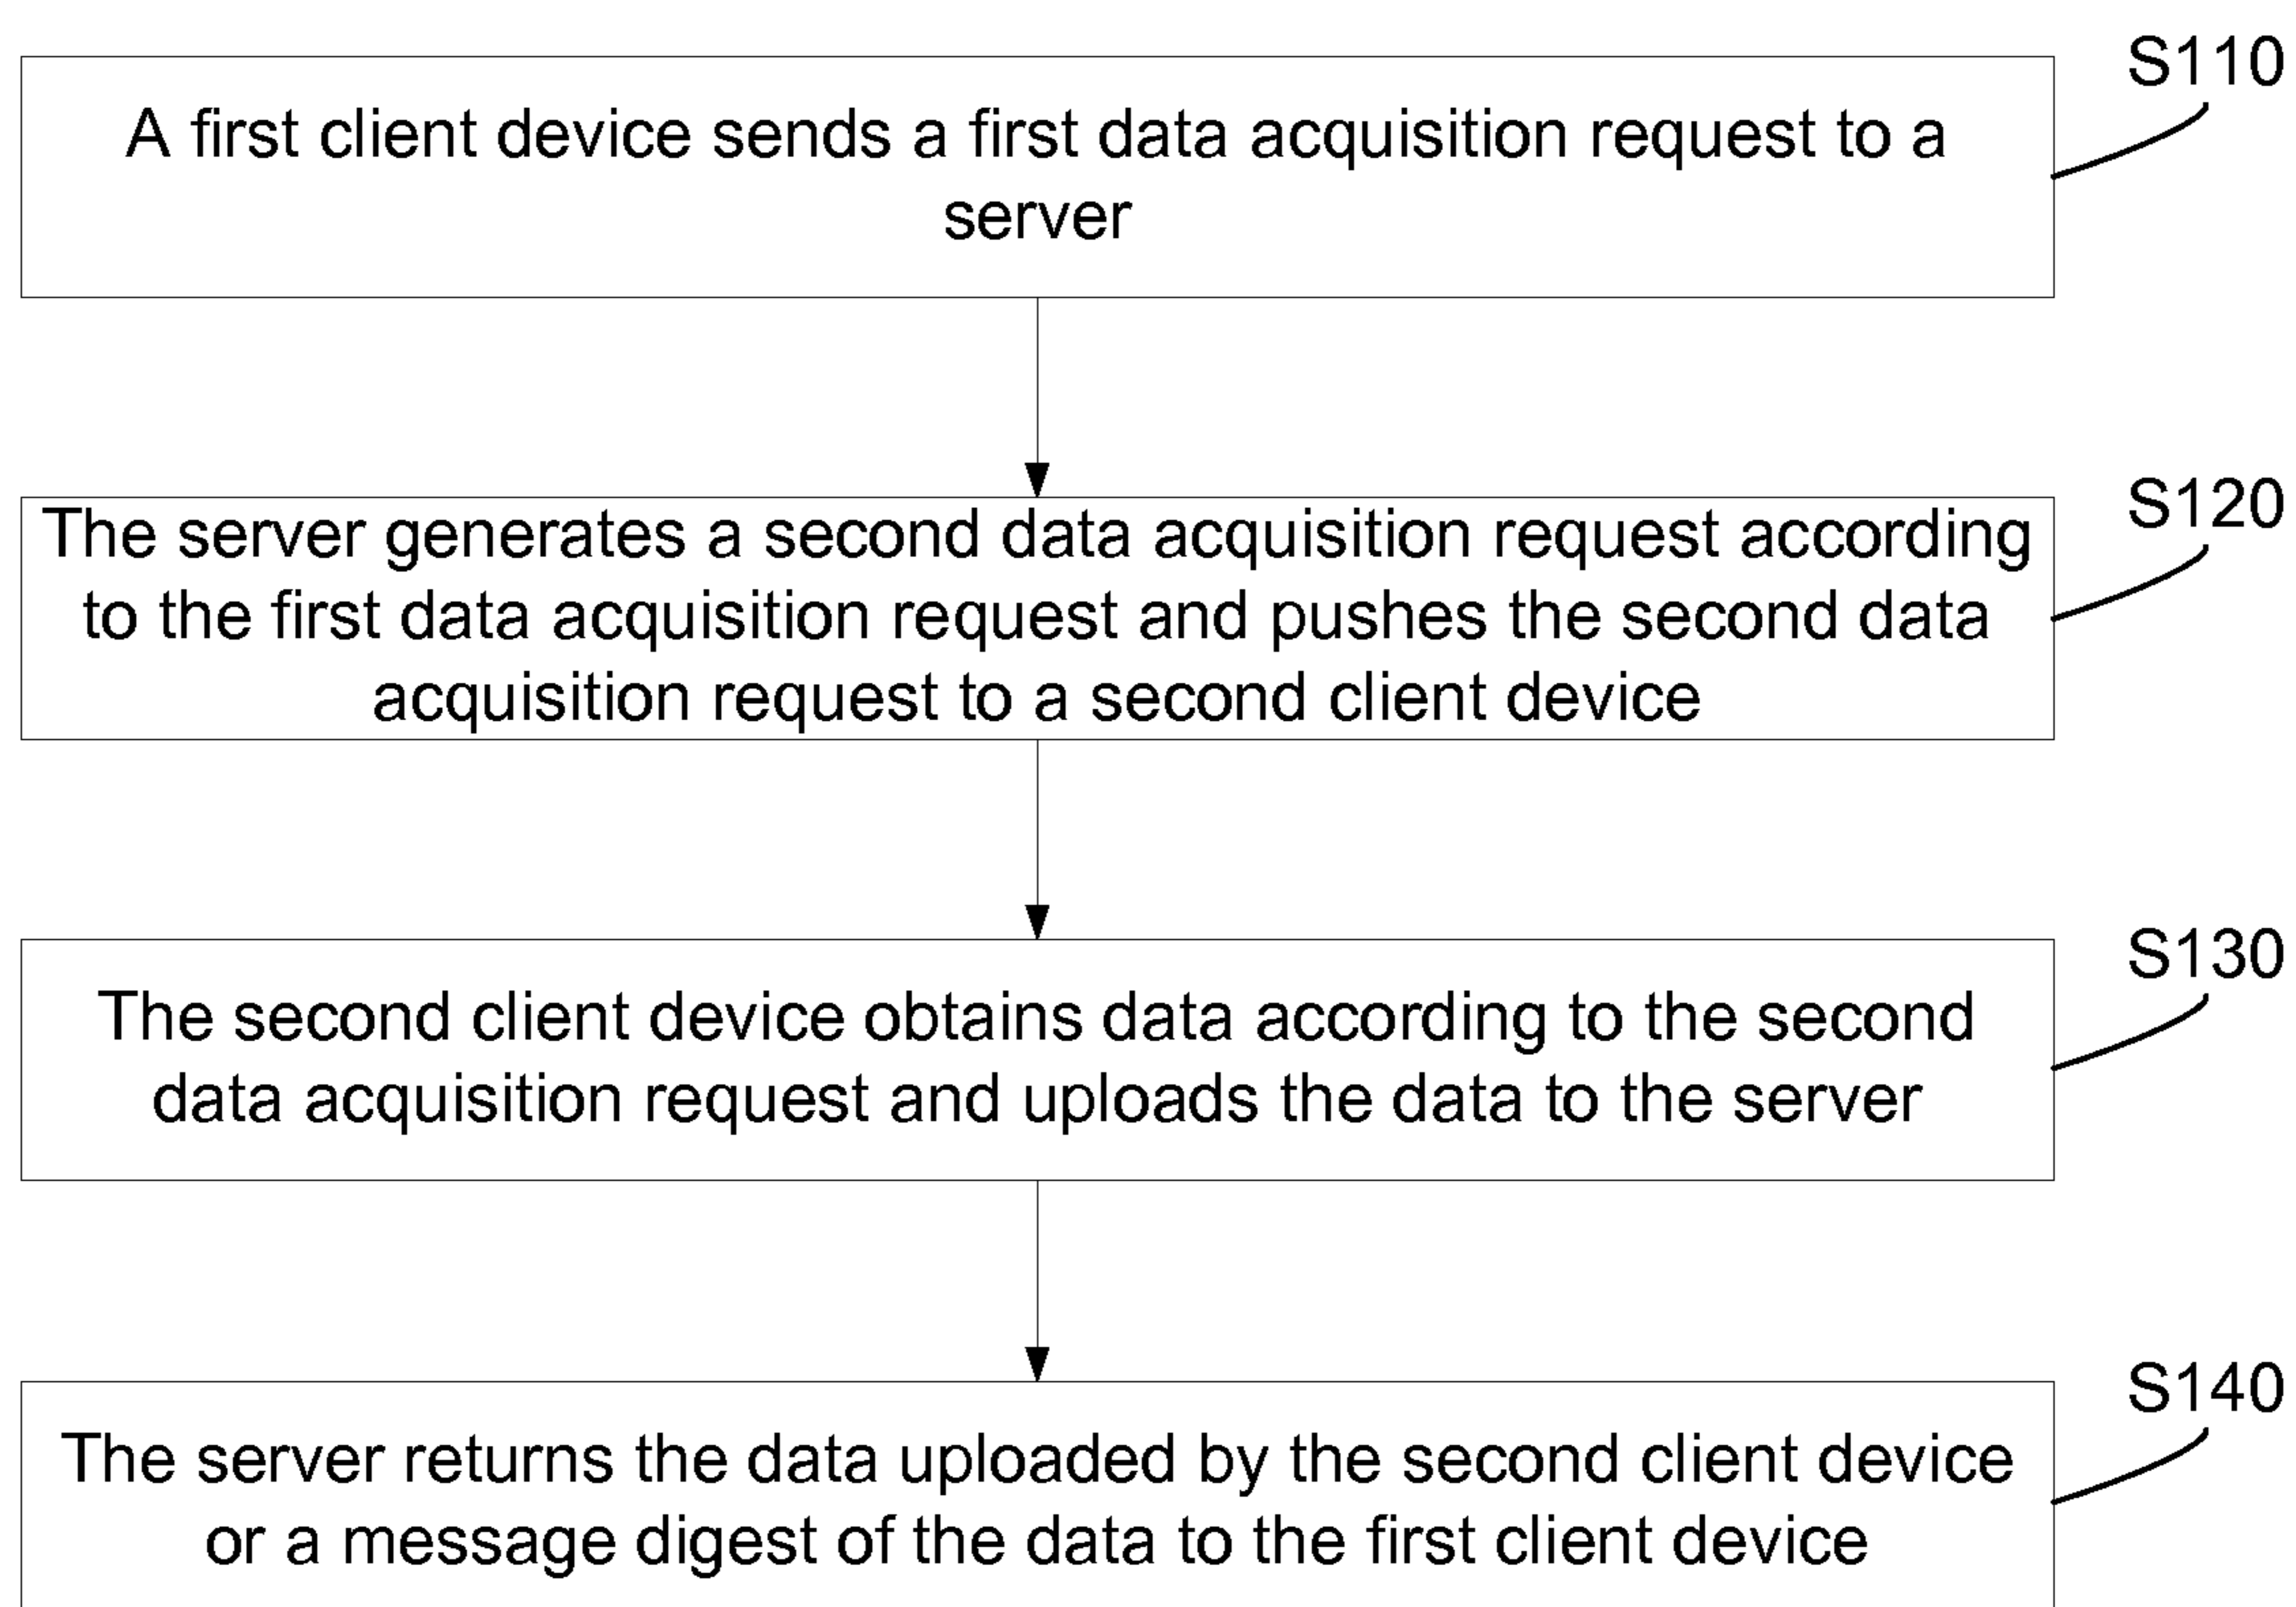 S110
A first client device sends a first data acquisition request to a
server
S120
The server generates a second data acquisition request according
to the first data acquisition request and pushes the second data
acquisition request to a second client device
S130
The second client device obtains data according to the second
data acquisition request and uploads the data to the server
S140
The server returns the data uploaded by the second client device
or a message digest of the data to the first client device